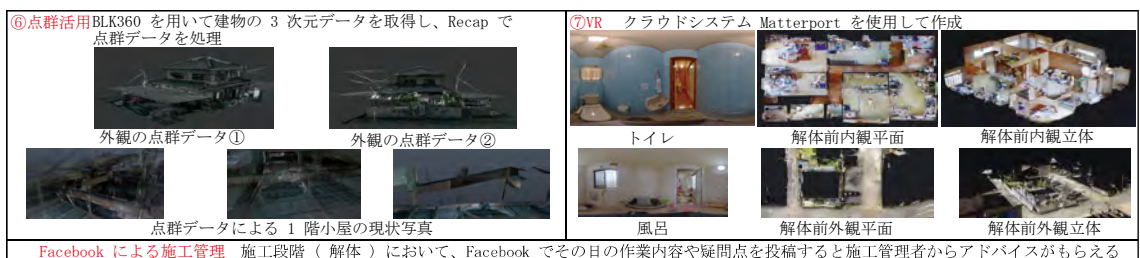 ⑥点群活用BLK360 を用いて建物の 3 次元データを取得し、Recap で
点群データを処理
外観の点群データ①
外観の点群データ②
点群データによる 1 階小屋の現状写真
⑦VR クラウドシステム Matterport を使用して作成
トイレ
解体前内観平面
解体前内観立体
風呂
解体前外観平面
解体前外観立体
Facebook による施工管理 施工段階 ( 解体 ) において、Facebook でその日の作業内容や疑問点を投稿すると施工管理者からアドバイスがもらえる